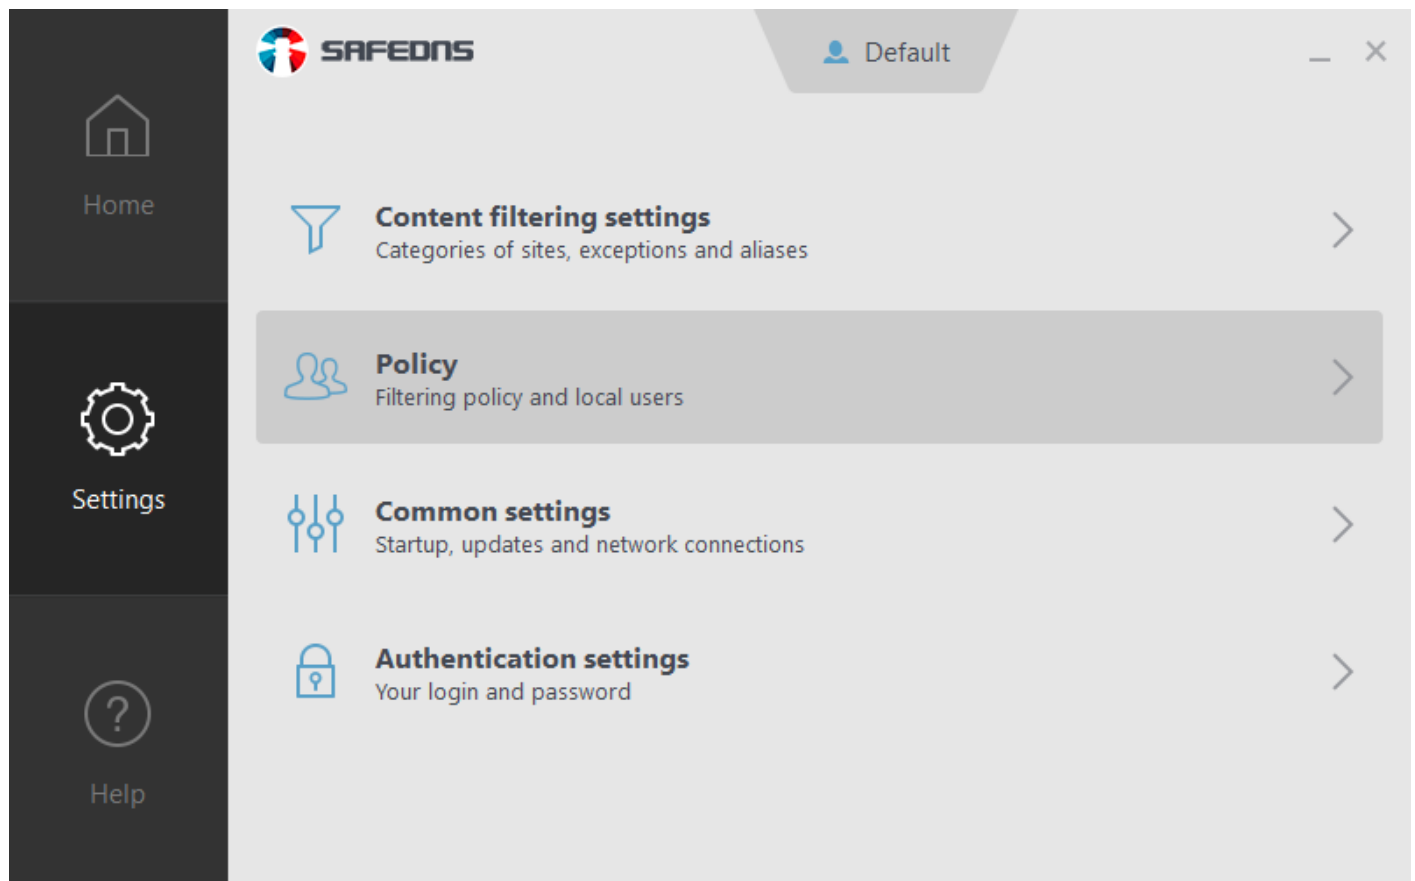 SAFEDNS
Default
Home
Content filtering settings
Categories of sites, exceptions and aliases
Policy
Filtering policy and local users
Settings
Common settings
Startup, updates and network connections
Authentication settings
Your login and password
?
Help